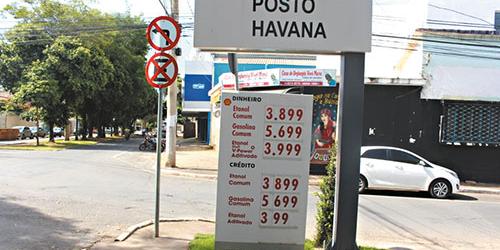 POSTO
HAVANA
DINHEIRO
Etanol
Comum
3.899
Gasolina
Comum
5.699
Etanol
V-Power
Aditivado
3.999
CRÉDITO
Etanol
Comum
3 899
Gasolina
Comum
5 699
Etanol
Aditivado
3 99